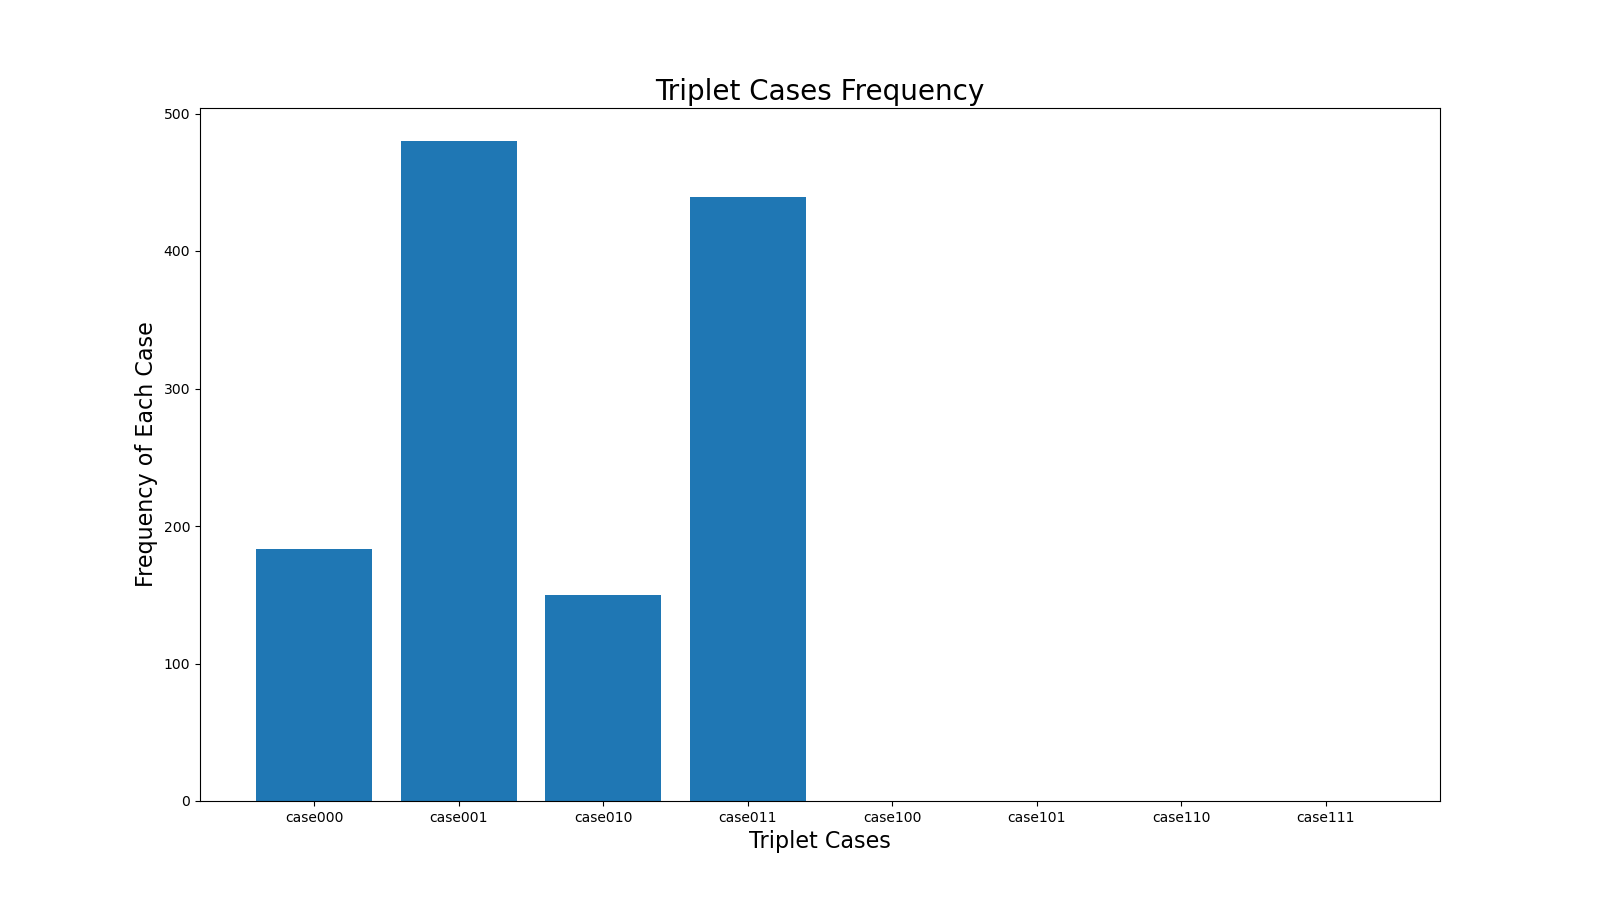 Triplet Cases Frequency
Frequency of Each Case
500
400
300
200
100
0
case000 case001 case010 case011 case100 case101 case110 case111
Triplet Cases